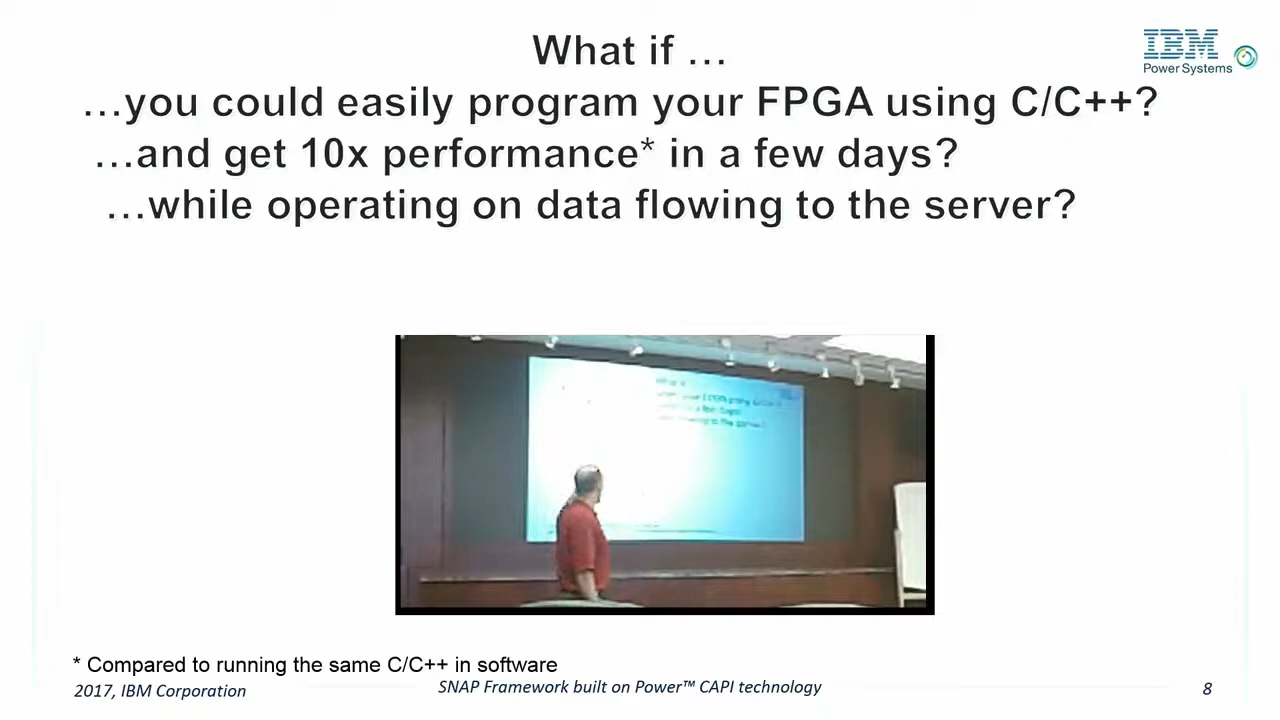 What if ...
IBM
Power Systems
...you could easily program your FPGA using C/C++?
...and get 10x performance* in a few days?
...while operating on data flowing to the server?
* Compared to running the same C/C++ in software
2017, IBM Corporation
SNAP Framework built on Power™ CAPI technology
8